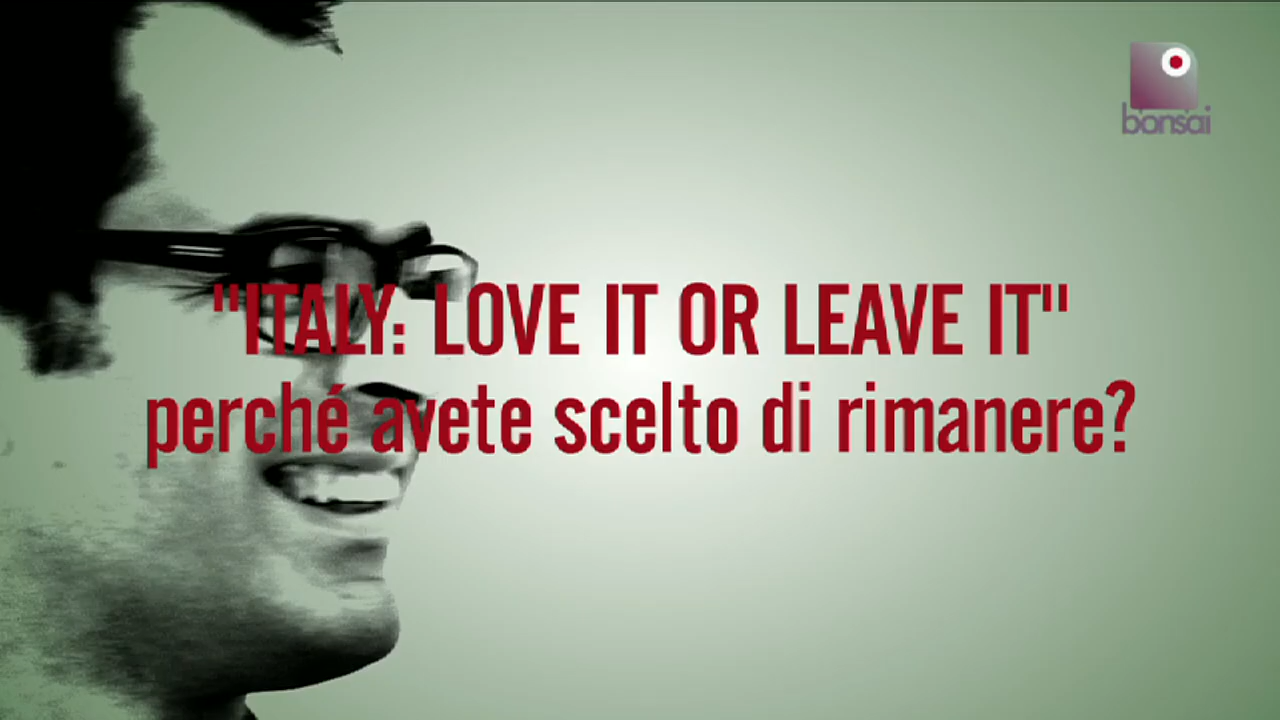 bonsai
"ITALY: LOVE IT OR LEAVE IT"
perché avete scelto di rimanere?